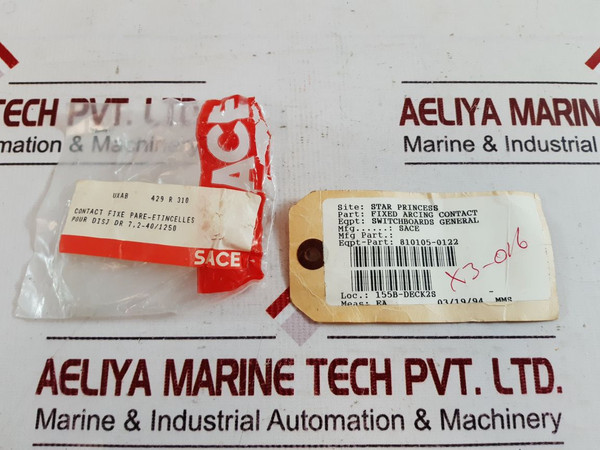 TECH PVT. LTD.
mation & Machinery
AELIYA MARINE
Marine & Industrial
SACE
429 R 310
CONTACT FIXE PARE-ETINCELLES
POUR DISJ DR 7.2-40/1250
SACE
Site: STAR PRINCESS
Part: FIXED ARCING CONTACT
Eqpt: SWITCHBOARDS GENERAL
Mfg.....: SACE
Mfg Part:
Eqpt-Part: 810105-0122
X3-016
Loc.: 155B-DECK2S -
Meas: EA 03/19/94 MMS
AELIYA MARINE TECH PVT. LTD.
Marine & Industrial Automation & Machinery